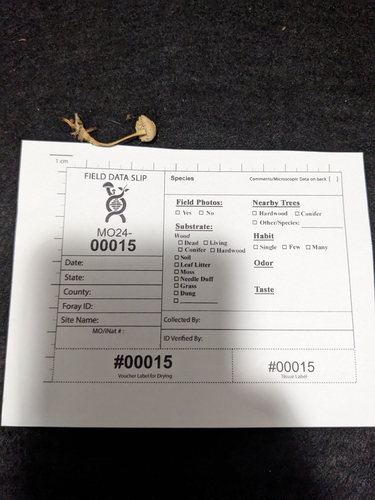 1 cm
FIELD DATA SLIP
MO24-
00015
Date:
State:
County:
Foray ID:
Site Name:
MO/iNat # :
Species
Comments/Microscopic Data on back [ ]
Field Photos:
☐ Yes ☐ No
Substrate:
Wood
☐ Dead ☐ Living
☐ Conifer ☐ Hardwood
☐ Soil
☐ Leaf Litter
☐ Moss
☐ Needle Duff
☐ Grass
☐ Dung
☐ ________
Nearby Trees
☐ Hardwood ☐ Conifer
☐ Other/Species: ________
Habit
☐ Single ☐ Few ☐ Many
Odor
Taste
Collected By:
ID Verified By:
#00015
Voucher Label for Drying
#00015
Tissue Label